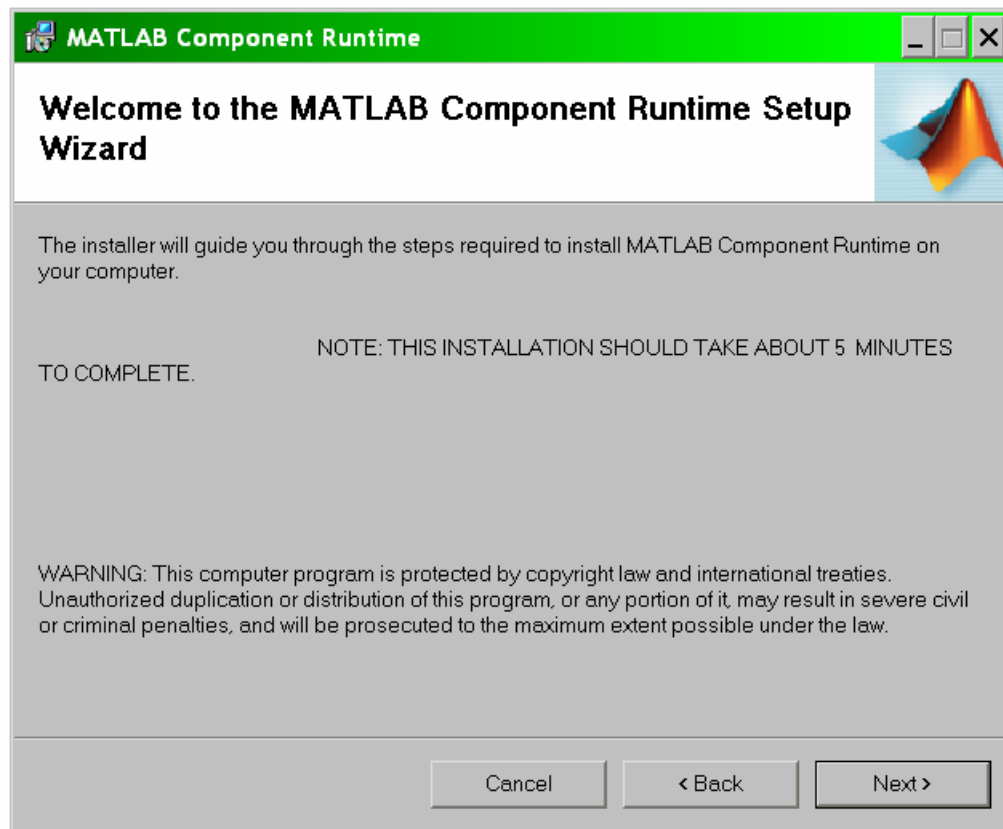 MATLAB Component Runtime
Welcome to the MATLAB Component Runtime Setup
Wizard
The installer will guide you through the steps required to install MATLAB Component Runtime on
your computer.
NOTE: THIS INSTALLATION SHOULD TAKE ABOUT 5 MINUTES
TO COMPLETE.
WARNING: This computer program is protected by copyright law and international treaties.
Unauthorized duplication or distribution of this program, or any portion of it, may result in severe civil
or criminal penalties, and will be prosecuted to the maximum extent possible under the law.
Cancel
< Back
Next >